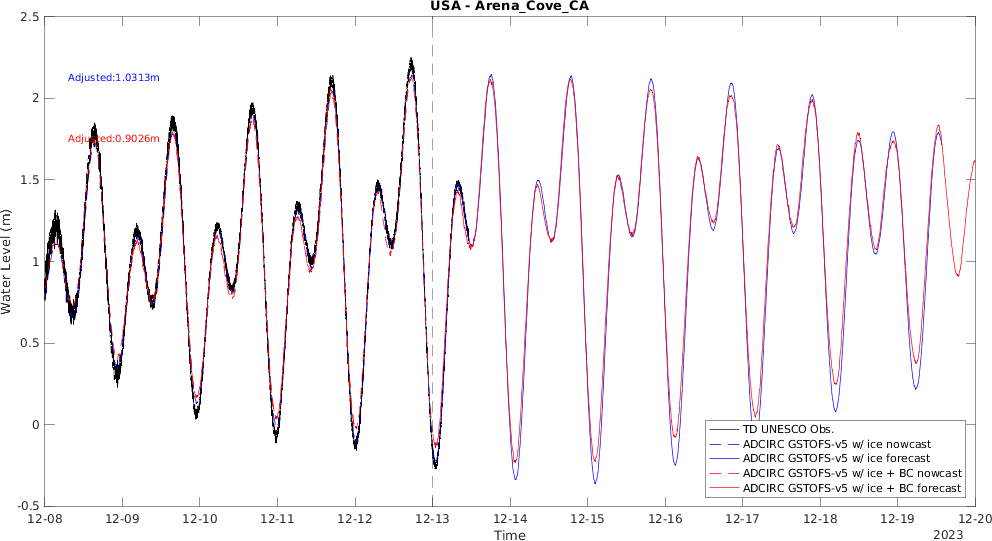 USA - Arena_Cove_CA
2.5
2
1.5
1
0.5
0
-0.5
Water Level (m)
Adjusted:1.0313m
Adjusted:0.9026m
TD UNESCO Obs.
ADCIRC GSTOFS-v5 w/ ice nowcast
ADCIRC GSTOFS-v5 w/ ice forecast
ADCIRC GSTOFS-v5 w/ ice + BC nowcast
ADCIRC GSTOFS-v5 w/ ice + BC forecast
12-08 12-09 12-10 12-11 12-12 12-13 12-14 12-15 12-16 12-17 12-18 12-19 12-20
Time
2023